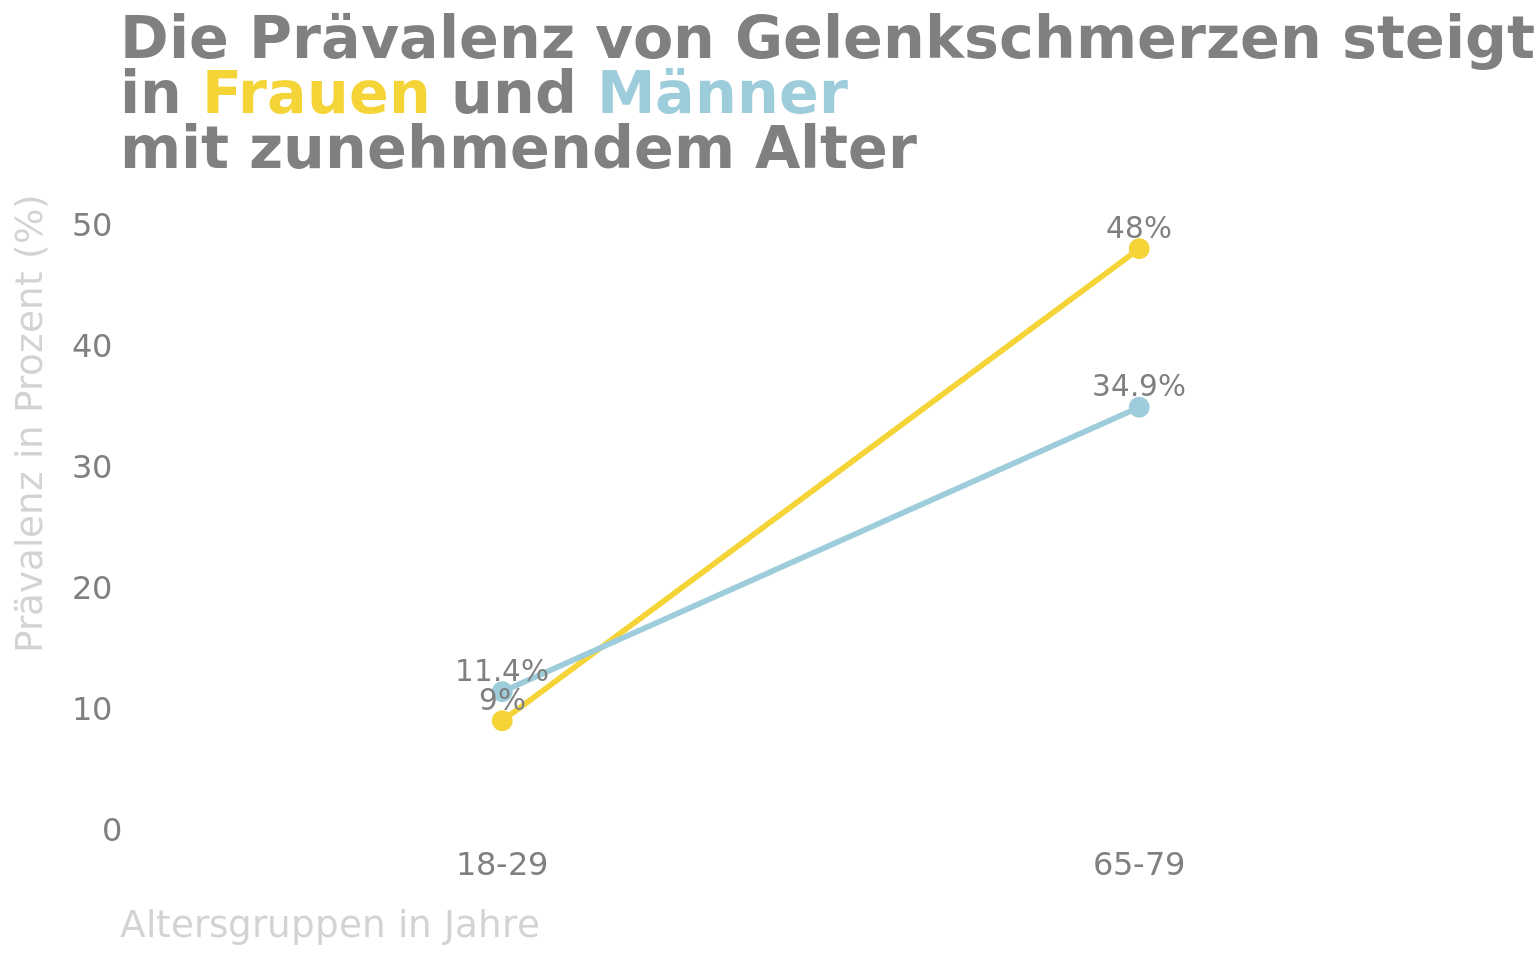 Die Prävalenz von Gelenkschmerzen steigt
in Frauen und Männer
mit zunehmendem Alter
Prävalenz in Prozent (%)
50
40
30
20
10
0
48%
34.9%
11.4%
9%
18-29
65-79
Altersgruppen in Jahre